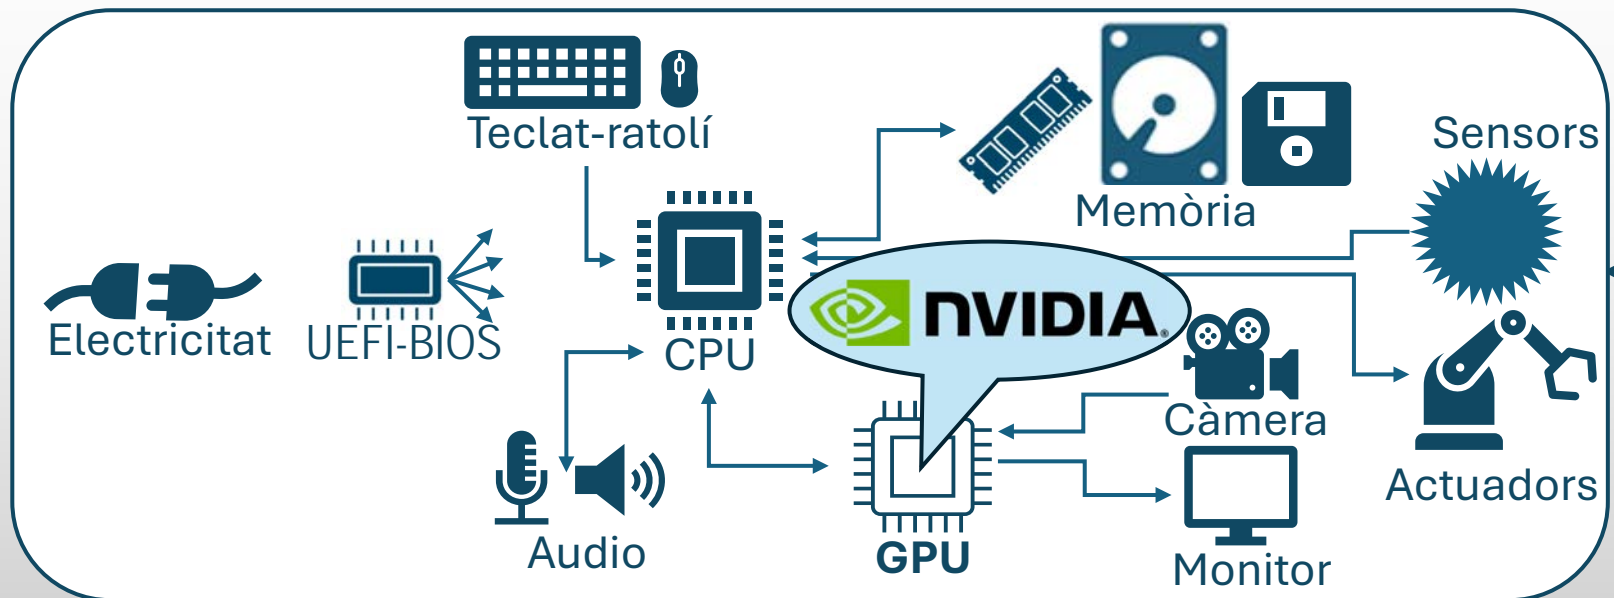 Teclat-ratolí
Sensors
Memòria
Electricitat
UEFI-BIOS
CPU
NVIDIA.
Càmera
Actuadors
Audio
GPU
Monitor